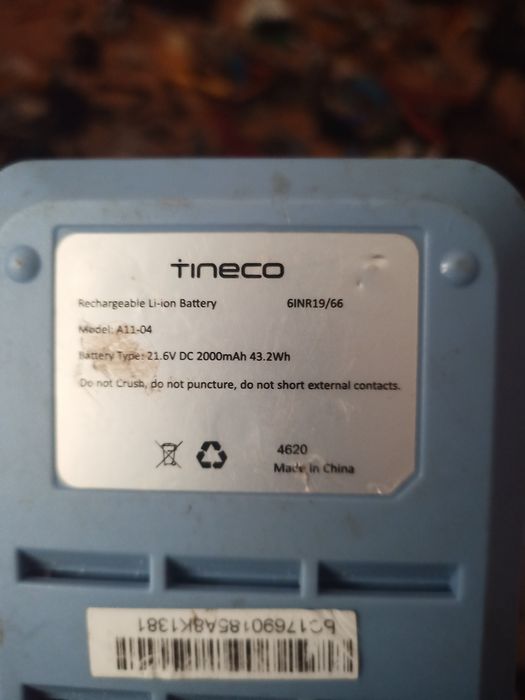 tineco
Rechargeable Li-ion Battery 6INR19/66
Model: A11-04
Battery Type: 21.6V DC 2000mAh 43.2Wh
Do not Crush, do not puncture, do not short external contacts.
4620
Made in China